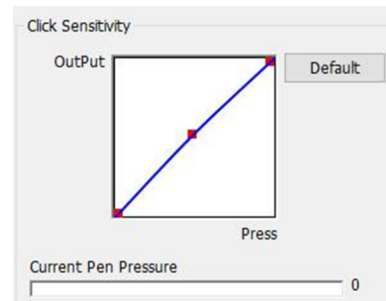 Click Sensitivity
OutPut
Default
Press
Current Pen Pressure
0